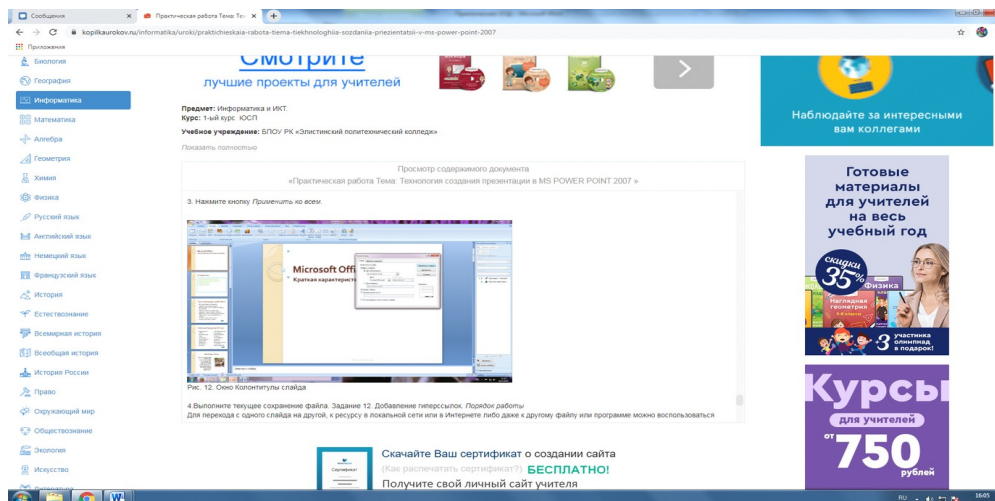 Сообщения
Практическая работа Тема: Те
kopilkaurokov.ru/informatika/uroki/praktichieskaia-rabota-tiema-tiekhnologhiia-sozdaniia-priezientatsii-v-ms-power-point-2007
Приложения
Биология
География
Информатика
Математика
Алгебра
Геометрия
Химия
Физика
Русский язык
Английский язык
Немецкий язык
Французский язык
История
Естествознание
Всемирная история
Всеобщая история
История России
Право
Окружающий мир
Обществознание
Экология
Искусство
Литература
Смотрите
лучшие проекты для учителей
Предмет: Информатика и ИКТ.
Курс: 1-ый курс ЮСП
Учебное учреждение: БПОУ РК «Элистинский политехнический колледж»
Показать полностью
Просмотр содержимого документа
«Практическая работа Тема: Технология создания презентации в MS POWER POINT 2007 »
3. Нажмите кнопку Применить ко всем.
Microsoft Offi
Краткая характерист
Рис. 12. Окно Колонтитулы слайда
4.Выполните текущее сохранение файла. Задание 12. Добавление гиперссылок. Порядок работы
Для перехода с одного слайда на другой, к ресурсу в локальной сети или в Интернете либо даже к другому файлу или программе можно воспользоваться
Сертификат
Скачайте Ваш сертификат о создании сайта
(Как распечатать сертификат?) БЕСПЛАТНО!
Получите свой личный сайт учителя
Наблюдайте за интересными
вам коллегами
Готовые
материалы
для учителей
на весь
учебный год
скидки
35%
Физика
Наглядная
геометрия
+3 участника
олимпиад
в подарок!
Курсы
для учителей
от 750
рублей
RU
16:05